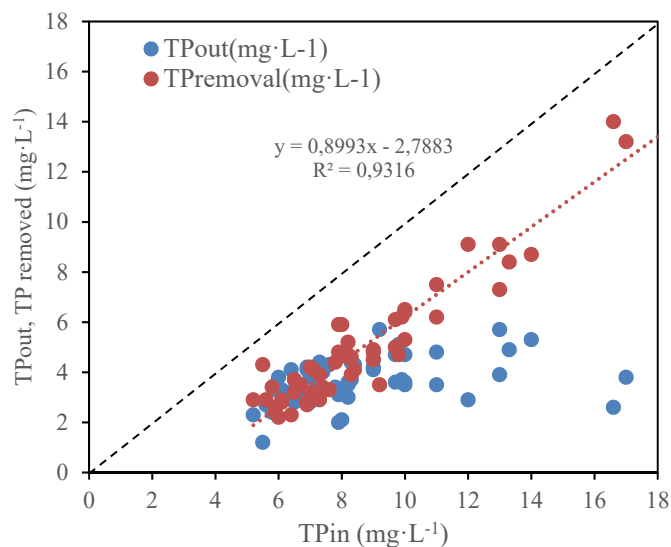 18
16
14
12
10
8
6
4
2
0
TPout, TP removed (mg·L-1)
TPout(mg·L-1)
TPremoval(mg·L-1)
y = 0,8993x - 2,7883
R² = 0,9316
0 2 4 6 8 10 12 14 16 18
TPin (mg·L-1)